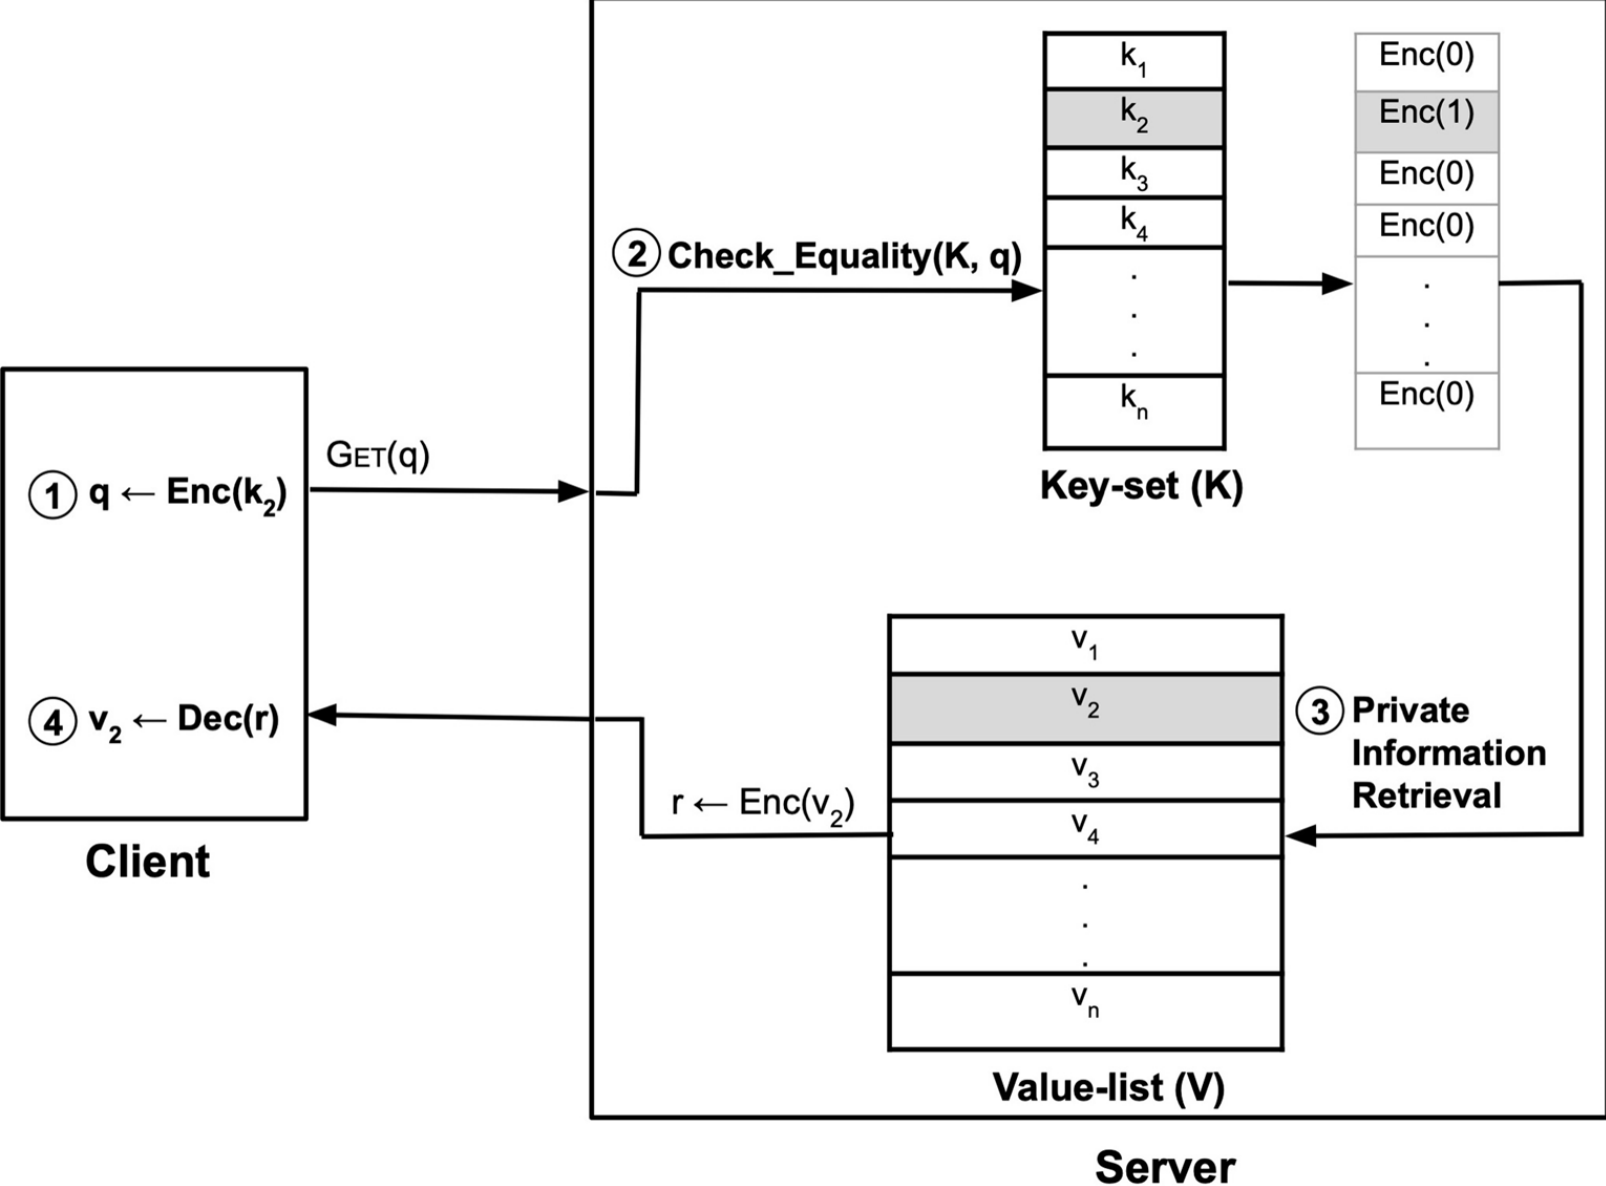 k1
k2
k3
k4
.
.
.
kn
Key-set (K)
Enc(0)
Enc(1)
Enc(0)
Enc(0)
.
.
.
Enc(0)
2 Check_Equality(K, q)
GET(q)
1 q ← Enc(k2)
4 v2 ← Dec(r)
Client
r ← Enc(v2)
v1
v2
v3
v4
.
.
.
vn
Value-list (V)
3 Private
Information
Retrieval
Server